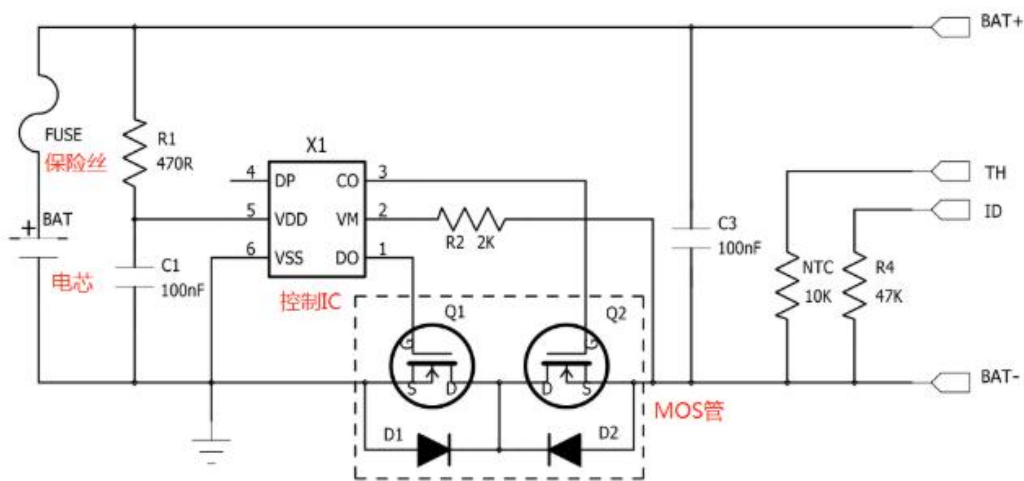 BAT+
FUSE
保险丝
R1
470R
X1
4
DP
CO
3
5
VDD
VM
2
6
VSS
DO
1
R2 2K
+
BAT
电芯
C1
100nF
控制IC
C3
100nF
TH
ID
NTC
10K
R4
47K
Q1
Q2
G
G
S
D
D
S
MOS管
BAT-
D1
D2